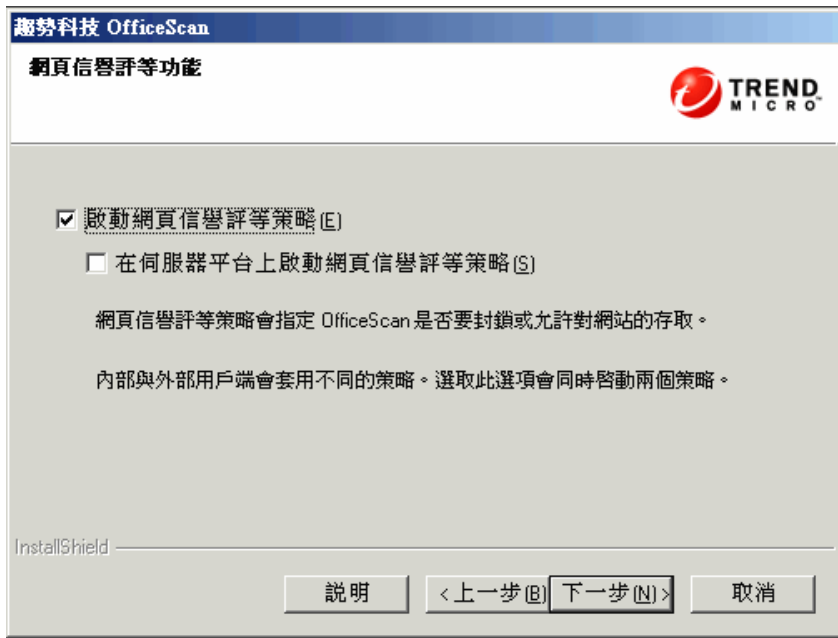 趨勢科技 OfficeScan
網頁信譽評等功能
TREND
MICRO
啟動網頁信譽評等策略(E)
在伺服器平台上啟動網頁信譽評等策略(S)
網頁信譽評等策略會指定 OfficeScan 是否要封鎖或允許對網站的存取。
內部與外部用戶端會套用不同的策略。選取此選項會同時啟動兩個策略。
InstallShield
說明
<上一步(B)
下一步(N)>
取消